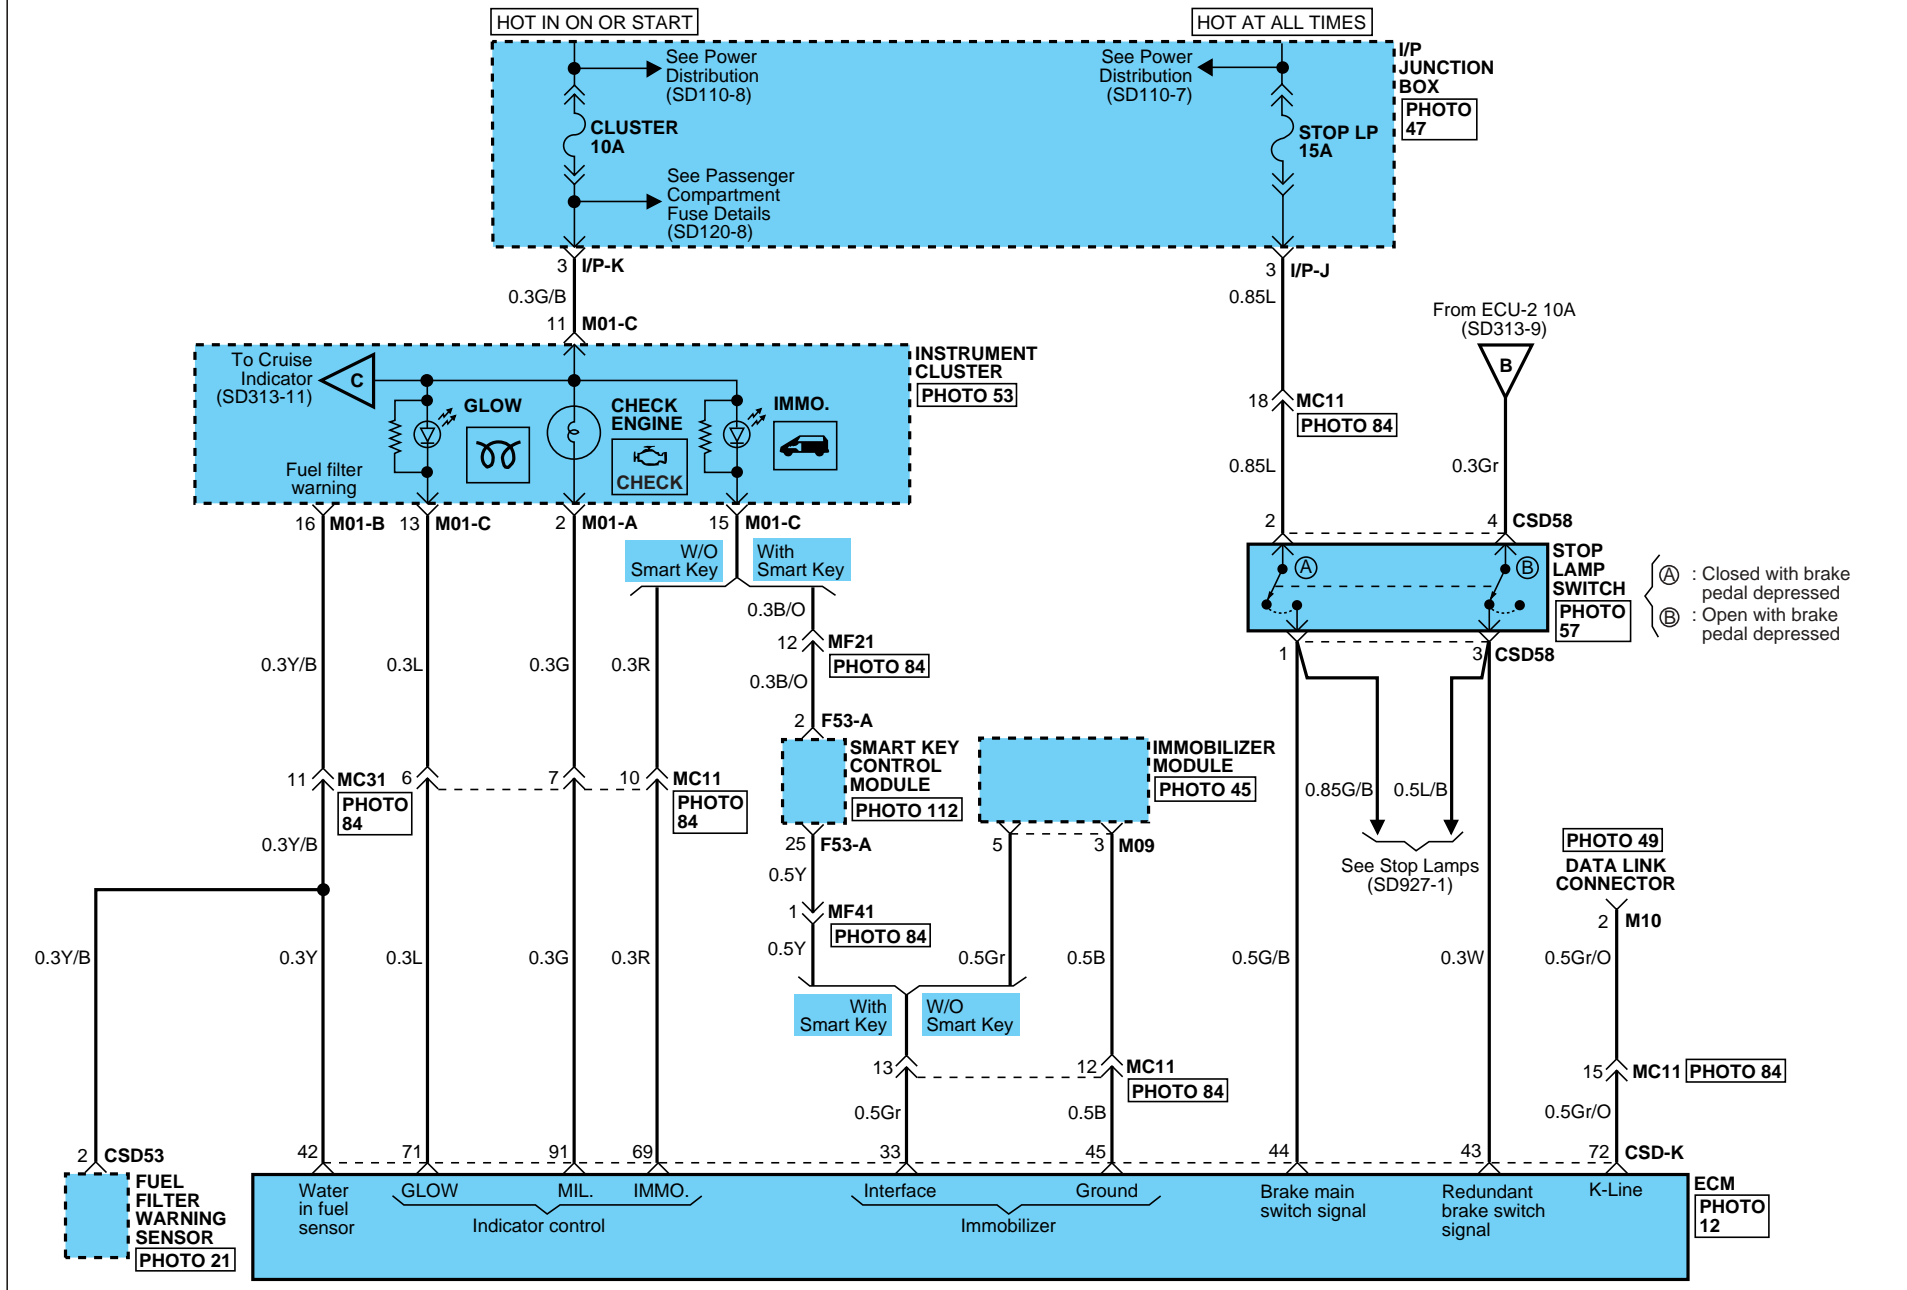 HOT IN ON OR START
HOT AT ALL TIMES
See Power
Distribution
(SD110-8)
See Power
Distribution
(SD110-7)
I/P
JUNCTION
BOX
PHOTO
47
CLUSTER
10A
STOP LP
15A
See Passenger
Compartment
Fuse Details
(SD120-8)
3 I/P-K
3 I/P-J
0.3G/B
0.85L
11 M01-C
From ECU-2 10A
(SD313-9)
B
To Cruise
Indicator
(SD313-11)
C
INSTRUMENT
CLUSTER
PHOTO 53
GLOW
CHECK
ENGINE
CHECK
IMMO.
Fuel filter
warning
18 MC11
PHOTO 84
0.85L
0.3Gr
16 M01-B
13 M01-C
2 M01-A
15 M01-C
2
4 CSD58
W/O
Smart Key
With
Smart Key
A
B
STOP
LAMP
SWITCH
PHOTO
57
A : Closed with brake
pedal depressed
B : Open with brake
pedal depressed
0.3B/O
12 MF21
PHOTO 84
0.3B/O
0.3Y/B
0.3L
0.3G
0.3R
1
3 CSD58
2 F53-A
SMART KEY
CONTROL
MODULE
PHOTO 112
IMMOBILIZER
MODULE
PHOTO 45
11 MC31
PHOTO
84
6
7
10 MC11
PHOTO
84
0.85G/B
0.5L/B
25 F53-A
5
3 M09
0.3Y/B
0.5Y
See Stop Lamps
(SD927-1)
PHOTO 49
DATA LINK
CONNECTOR
2 M10
1 MF41
PHOTO 84
0.5Y
0.3Y/B
0.3Y
0.3L
0.3G
0.3R
0.5Gr
0.5B
0.5G/B
0.3W
0.5Gr/O
With
Smart Key
W/O
Smart Key
13
12 MC11
PHOTO 84
15 MC11 PHOTO 84
0.5Gr
0.5B
0.5Gr/O
2 CSD53
42
71
91
69
33
45
44
43
72 CSD-K
FUEL
FILTER
WARNING
SENSOR
PHOTO 21
Water
in fuel
sensor
GLOW
MIL.
IMMO.
Indicator control
Interface
Ground
Immobilizer
Brake main
switch signal
Redundant
brake switch
signal
K-Line
ECM
PHOTO
12